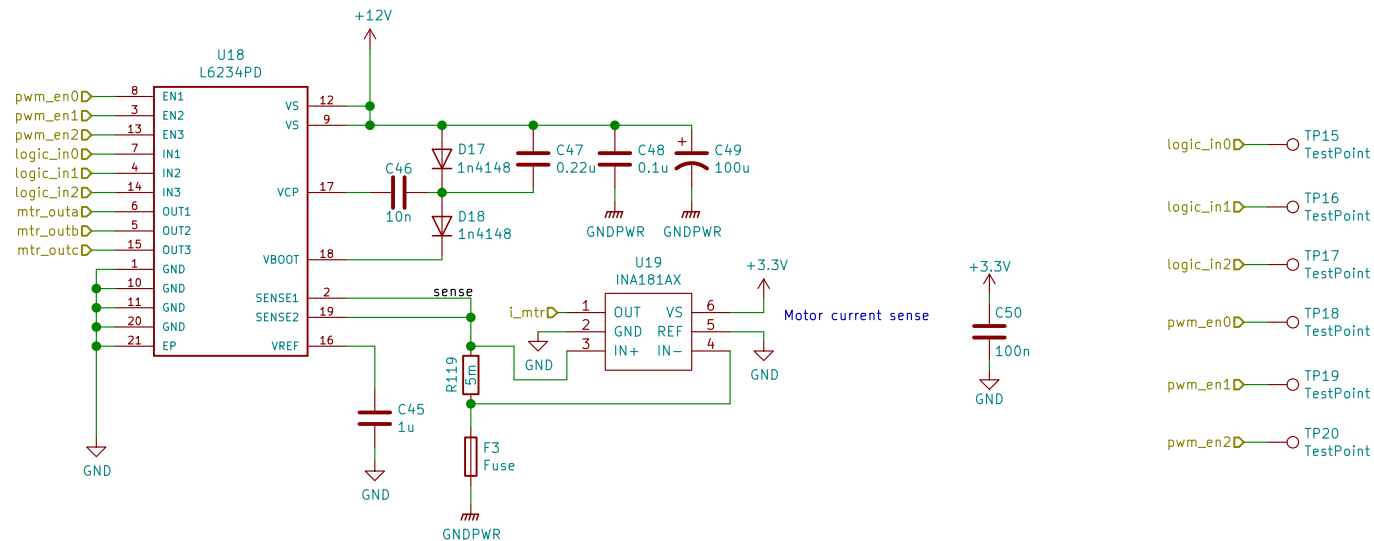 +12V
U18
L6234PD
pwm_en0 8 EN1
pwm_en1 3 EN2
pwm_en2 13 EN3
logic_in0 7 IN1
logic_in1 4 IN2
logic_in2 14 IN3
mtr_outa 6 OUT1
mtr_outb 5 OUT2
mtr_outc 15 OUT3
1 GND
10 GND
11 GND
20 GND
21 EP
GND
VS 12
VS 9
VCP 17
VBOOT 18
SENSE1 2
SENSE2 19
VREF 16
C46
10n
D17
1n4148
D18
1n4148
C47
0.22u
C48
0.1u
C49
+
100u
GNDPWR
GNDPWR
sense
R119
5m
C45
1u
GND
F3
Fuse
GNDPWR
U19
INA181AX
i_mtr 1 OUT
2 GND
3 IN+
VS 6
REF 5
IN- 4
GND
+3.3V
GND
Motor current sense
+3.3V
C50
100n
GND
logic_in0
TP15
TestPoint
logic_in1
TP16
TestPoint
logic_in2
TP17
TestPoint
pwm_en0
TP18
TestPoint
pwm_en1
TP19
TestPoint
pwm_en2
TP20
TestPoint